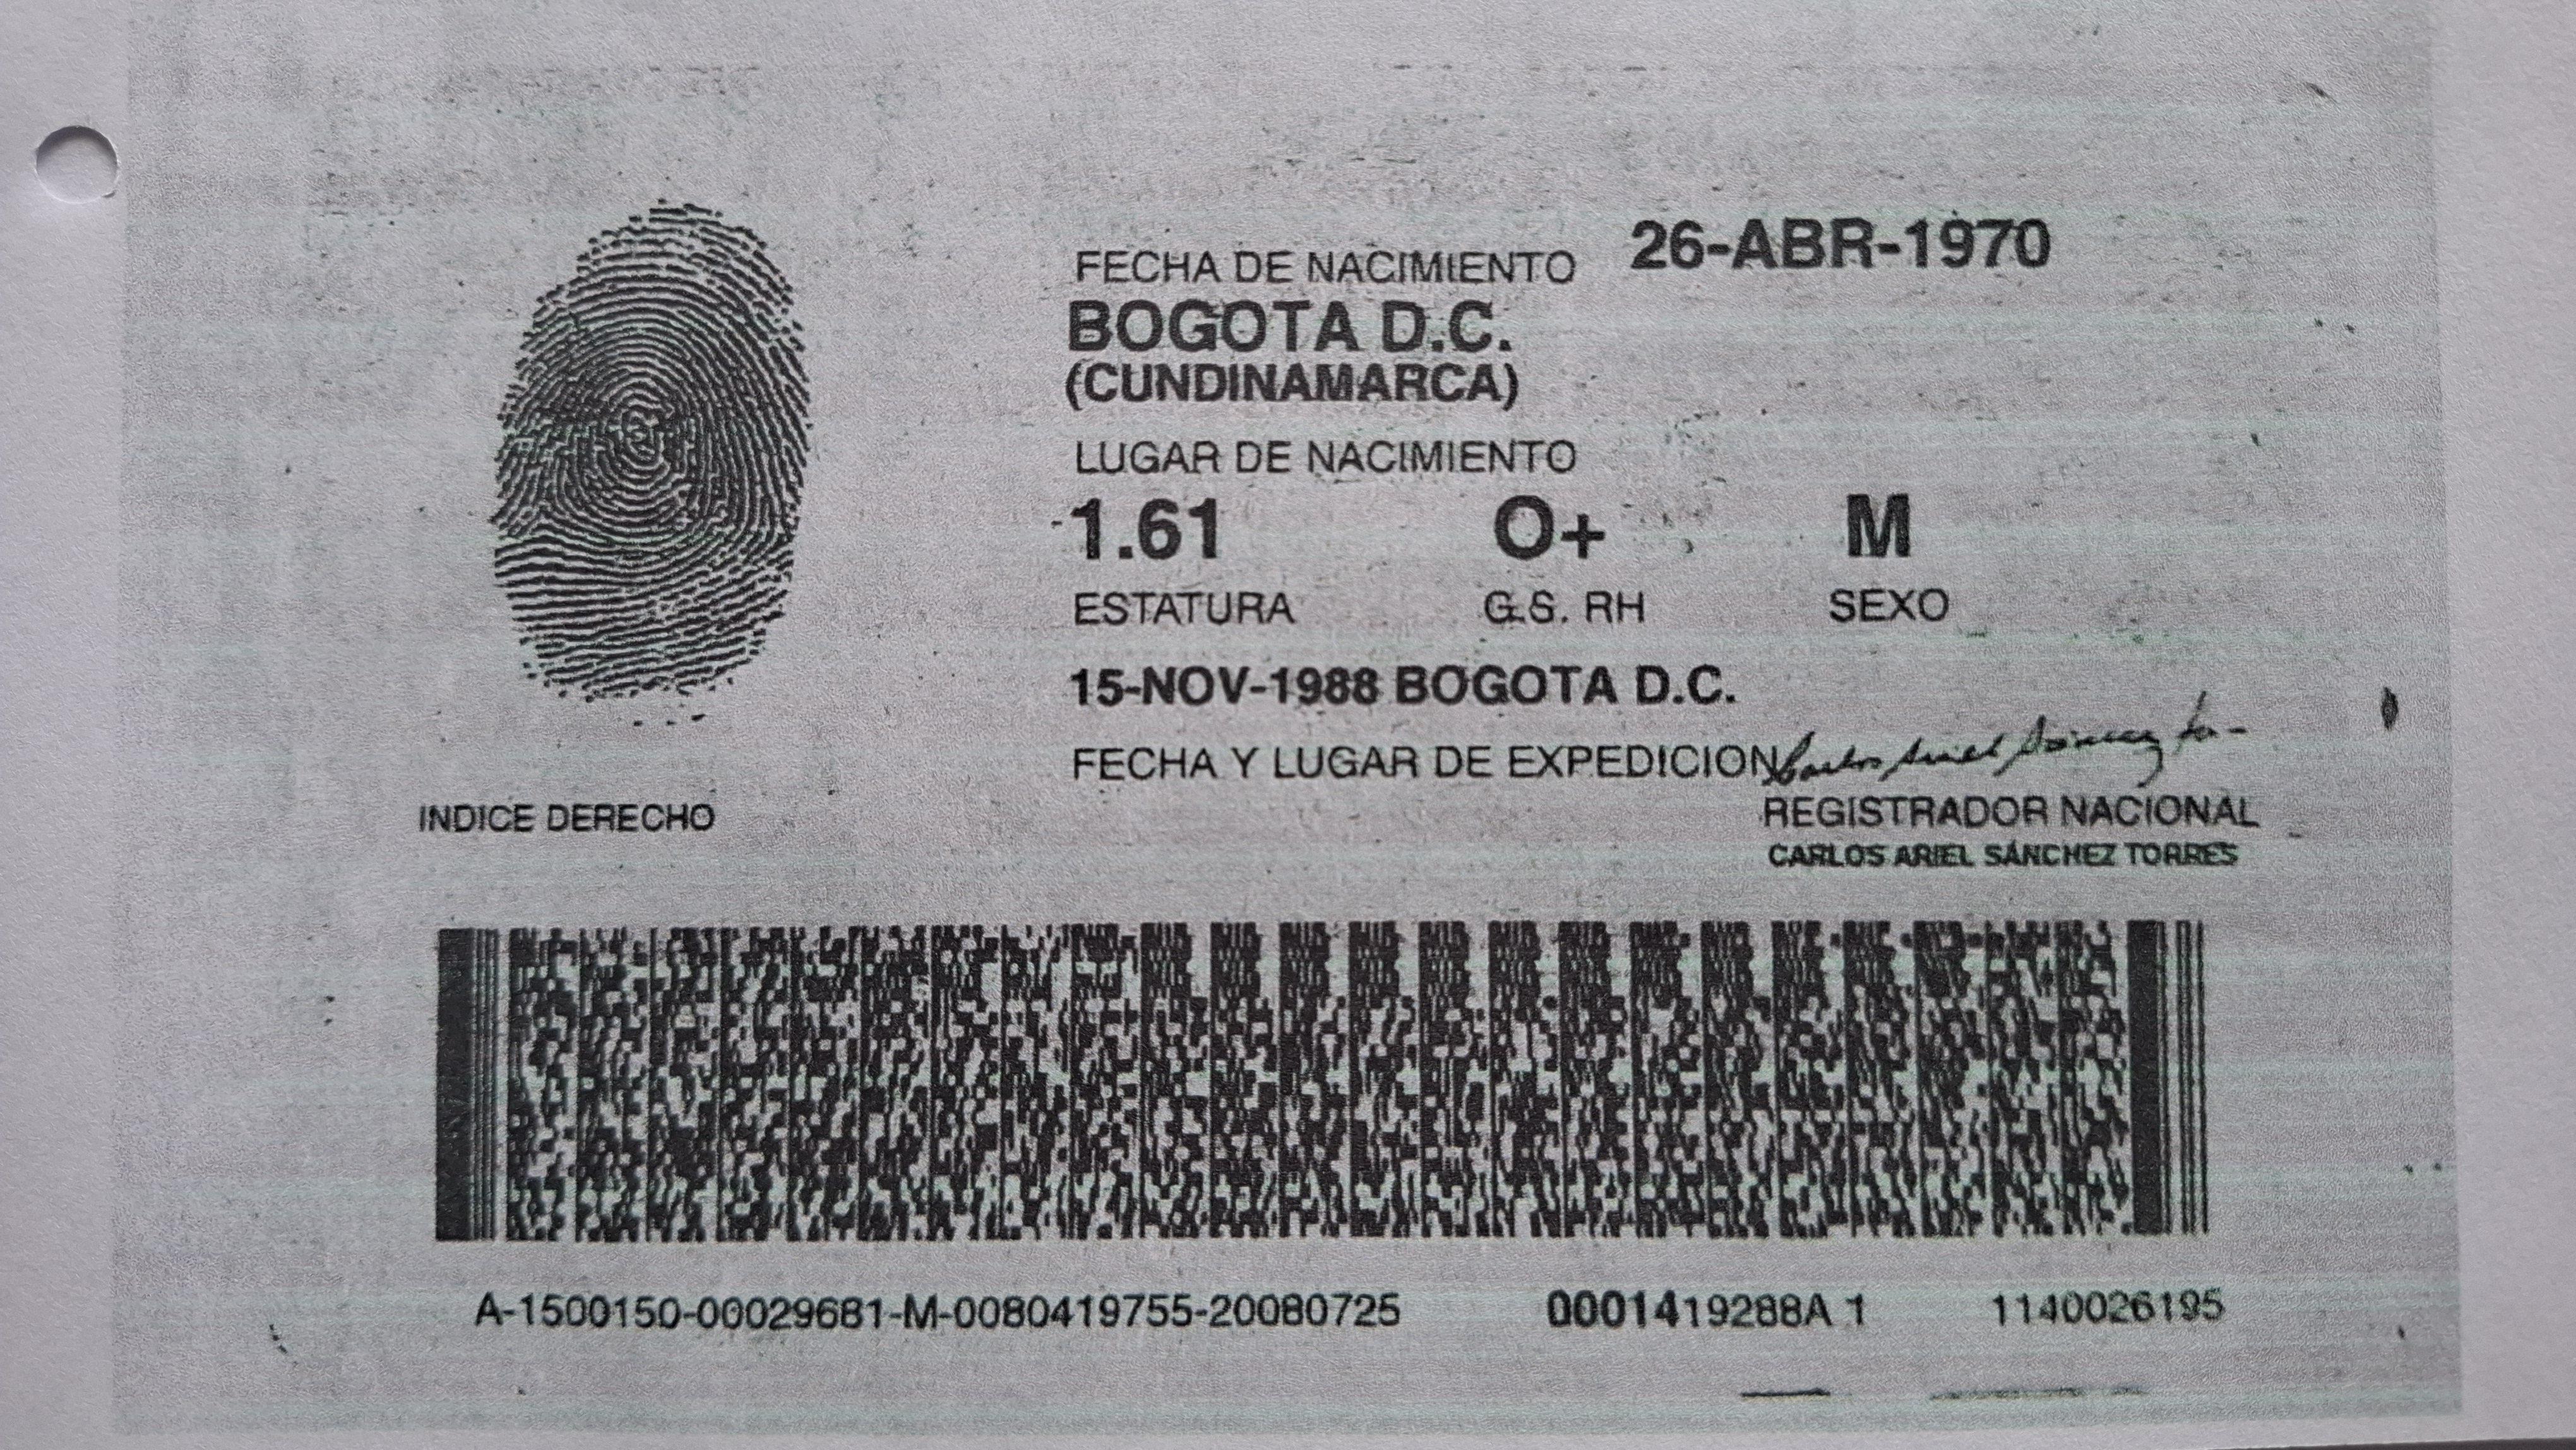 FECHA DE NACIMIENTO 26-ABR-1970
BOGOTA D.C.
(CUNDINAMARCA)
LUGAR DE NACIMIENTO
1.61 O+ M
ESTATURA G.S. RH SEXO
15-NOV-1988 BOGOTA D.C.
FECHA Y LUGAR DE EXPEDICION
INDICE DERECHO
REGISTRADOR NACIONAL
CARLOS ARIEL SÁNCHEZ TORRES
A-1500150-00029681-M-0080419755-20080725 0001419288A 1 1140026195